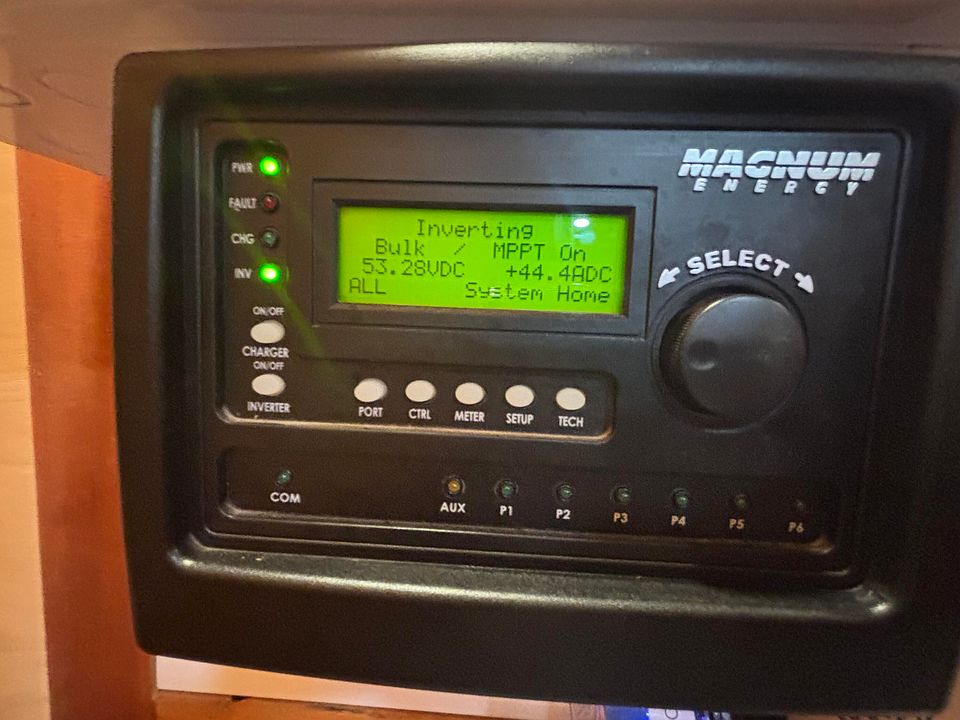 MAGNUM
ENERGY
PWR
FAULT
CHG
INV
Inverting
Bulk / MPPT On
53.28VDC +44.4ADC
ALL System Home
SELECT
ON/OFF
CHARGER
ON/OFF
INVERTER
PORT CTRL METER SETUP TECH
COM
AUX P1 P2 P3 P4 P5 P6